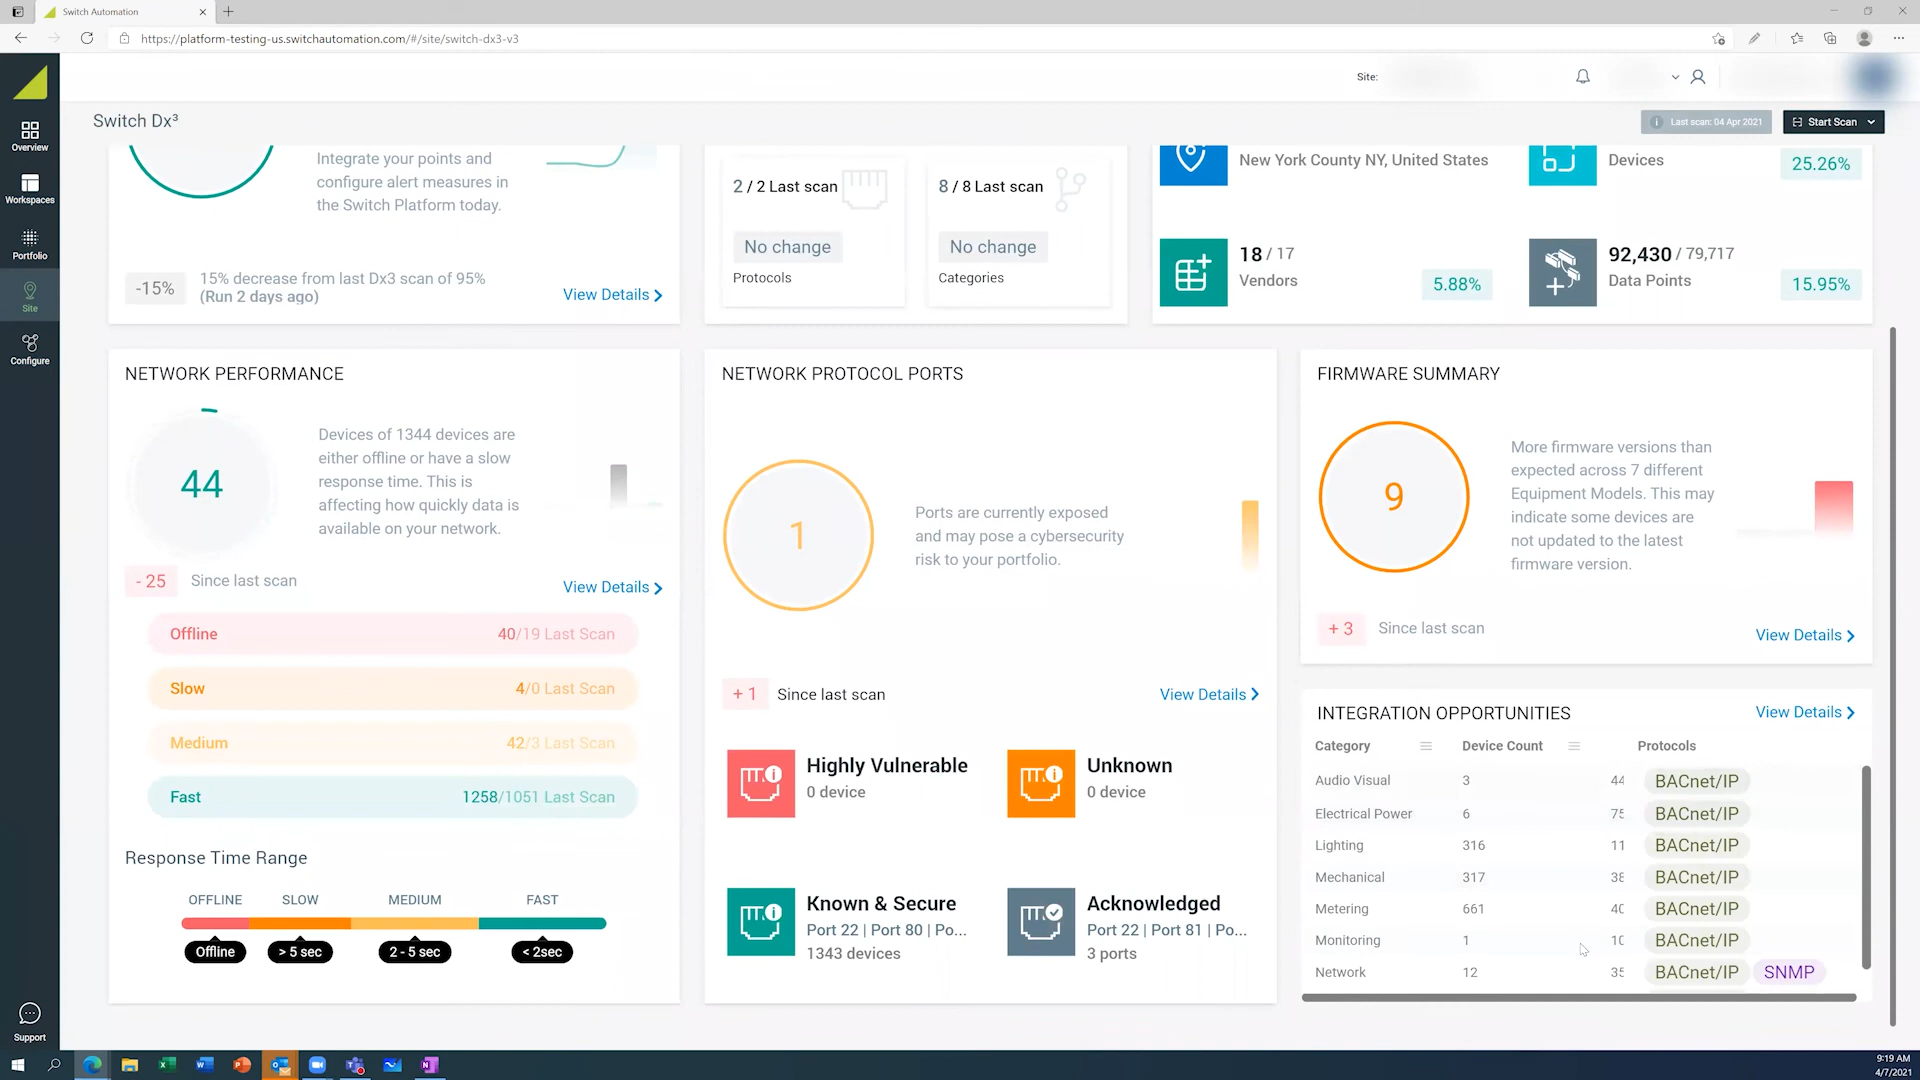 Switch Automation
https://platform-testing-us.switchautomation.com/#/site/switch-dx3-v3
Site:
Switch Dx³
Last scan: 04 Apr 2021
Start Scan
Overview
Workspaces
Portfolio
Site
Configure
Support
Integrate your points and
configure alert measures in
the Switch Platform today.
-15%
15% decrease from last Dx3 scan of 95%
(Run 2 days ago)
View Details
2 / 2 Last scan
No change
Protocols
8 / 8 Last scan
No change
Categories
New York County NY, United States
Devices
25.26%
18 / 17
Vendors
5.88%
92,430 / 79,717
Data Points
15.95%
NETWORK PERFORMANCE
44
Devices of 1344 devices are
either offline or have a slow
response time. This is
affecting how quickly data is
available on your network.
- 25
Since last scan
View Details
Offline
40/19 Last Scan
Slow
4/0 Last Scan
Medium
42/3 Last Scan
Fast
1258/1051 Last Scan
Response Time Range
OFFLINE SLOW MEDIUM FAST
Offline > 5 sec 2 - 5 sec < 2sec
NETWORK PROTOCOL PORTS
1
Ports are currently exposed
and may pose a cybersecurity
risk to your portfolio.
+ 1
Since last scan
View Details
Highly Vulnerable
0 device
Unknown
0 device
Known & Secure
Port 22 | Port 80 | Po...
1343 devices
Acknowledged
Port 22 | Port 81 | Po...
3 ports
FIRMWARE SUMMARY
9
More firmware versions than
expected across 7 different
Equipment Models. This may
indicate some devices are
not updated to the latest
firmware version.
+ 3
Since last scan
View Details
INTEGRATION OPPORTUNITIES
View Details
Category Device Count Protocols
Audio Visual 3 44 BACnet/IP
Electrical Power 6 75 BACnet/IP
Lighting 316 11 BACnet/IP
Mechanical 317 38 BACnet/IP
Metering 661 40 BACnet/IP
Monitoring 1 10 BACnet/IP
Network 12 35 BACnet/IP SNMP
9:19 AM
4/7/2021